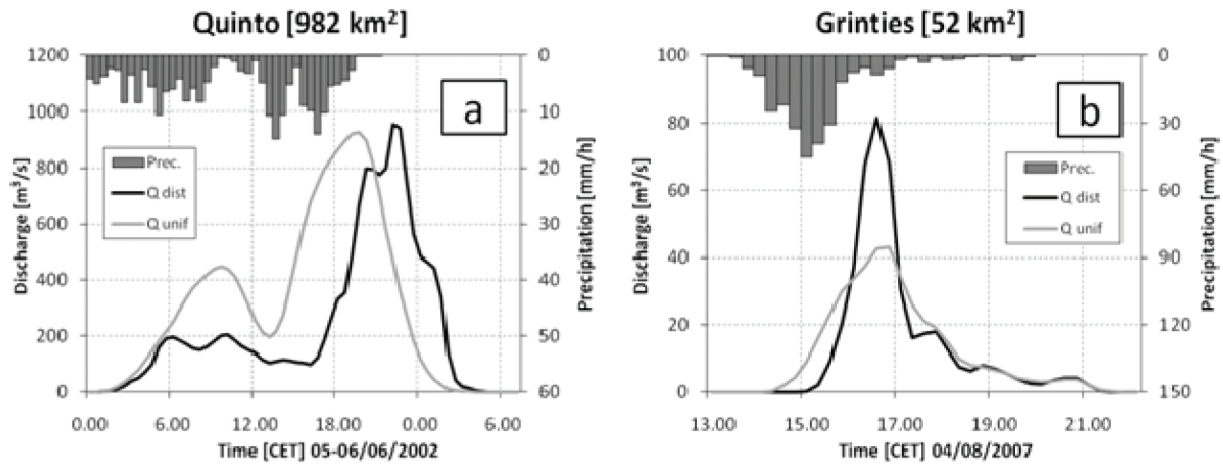 Quinto [982 km²]
1200
1000
800
600
400
200
0
Discharge [m³/s]
0
10
20
30
40
50
60
Precipitation [mm/h]
a
Prec.
Q dist
Q unif
0.00 6.00 12.00 18.00 0.00 6.00
Time [CET] 05-06/06/2002
Grinties [52 km²]
100
80
60
40
20
0
Discharge [m³/s]
0
30
60
90
120
150
Precipitation [mm/h]
b
Prec.
Q dist
Q unif
13.00 15.00 17.00 19.00 21.00
Time [CET] 04/08/2007